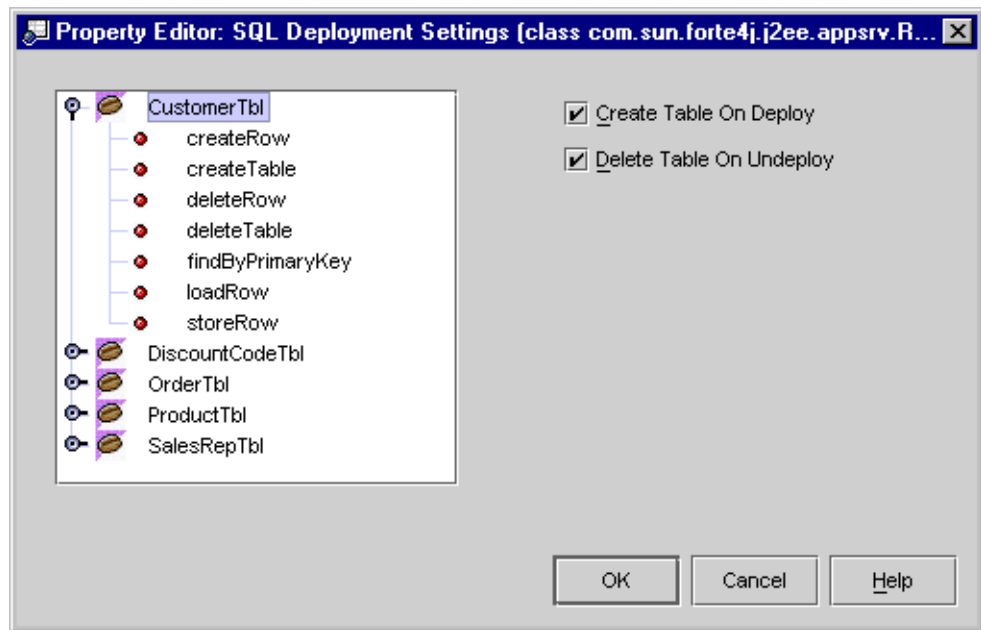 Property Editor: SQL Deployment Settings (class com.sun.forte4j.j2ee.appsrv.R...
CustomerTbl
createRow
createTable
deleteRow
deleteTable
findByPrimaryKey
loadRow
storeRow
DiscountCodeTbl
OrderTbl
ProductTbl
SalesRepTbl
Create Table On Deploy
Delete Table On Undeploy
OK Cancel Help